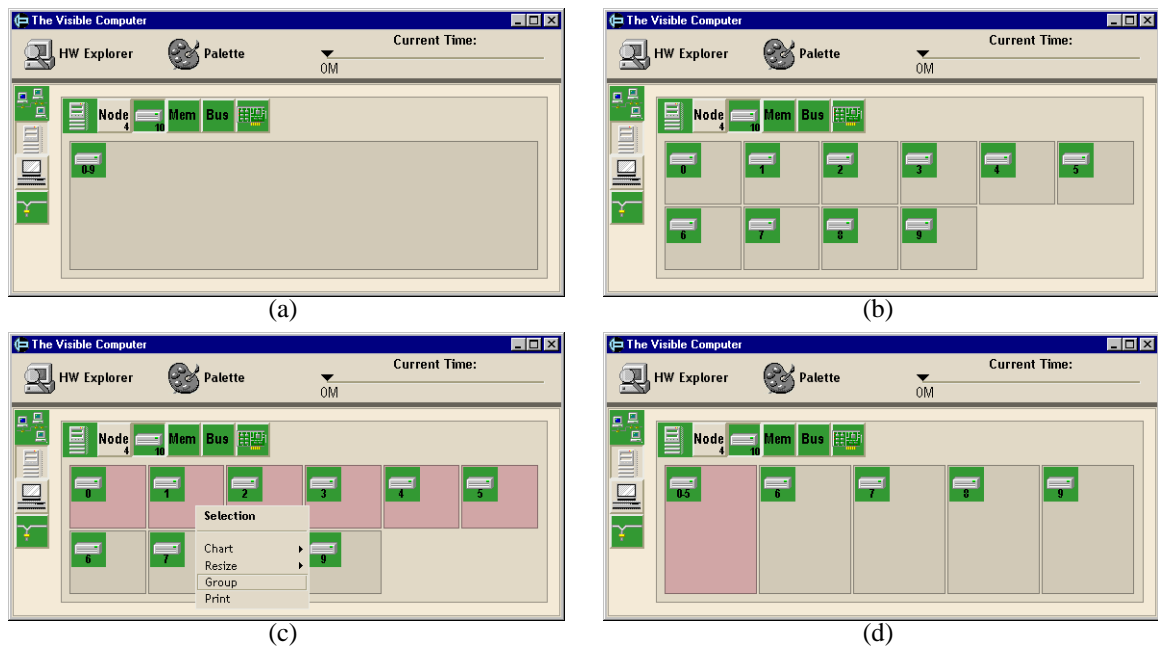 The Visible Computer
HW Explorer Palette Current Time:
0M
Node 4 10 Mem Bus
0-9
(a)
The Visible Computer
HW Explorer Palette Current Time:
0M
Node 4 10 Mem Bus
0 1 2 3 4 5
6 7 8 9
(b)
The Visible Computer
HW Explorer Palette Current Time:
0M
Node 4 10 Mem Bus
0 1 2 3 4 5
Selection
Chart
6 7 9
Resize
Group
Print
(c)
The Visible Computer
HW Explorer Palette Current Time:
0M
Node 4 10 Mem Bus
0-5 6 7 8 9
(d)